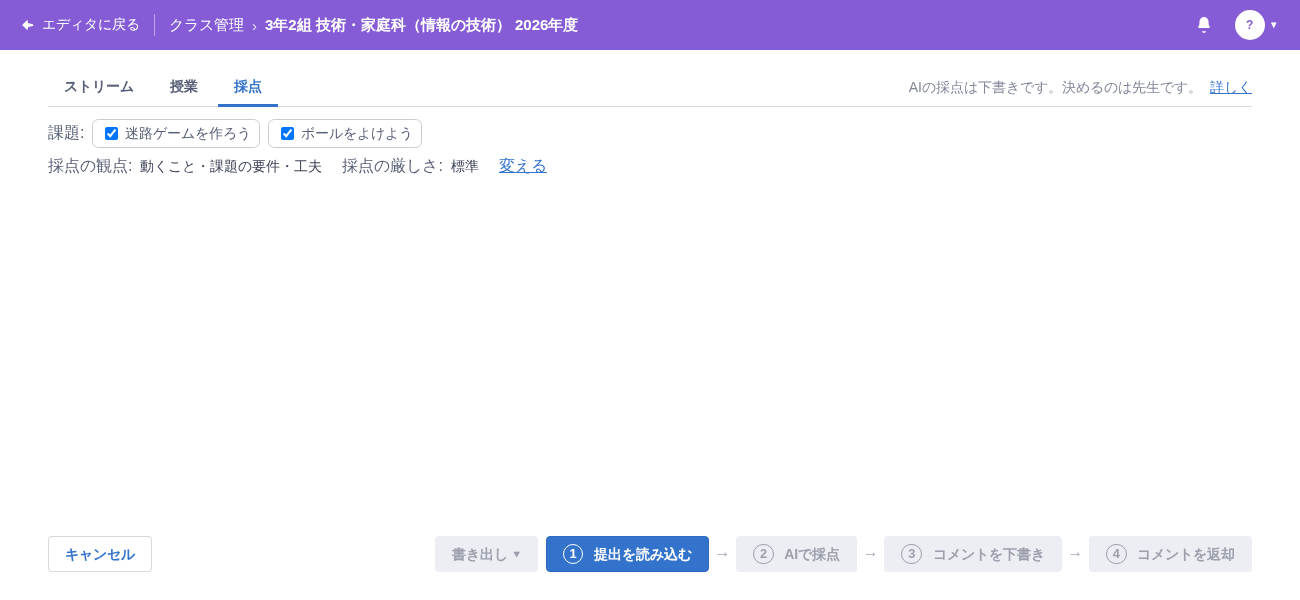 エディタに戻る クラス管理 › 3年2組 技術・家庭科（情報の技術） 2026年度 ? ▼
ストリーム 授業 採点 AIの採点は下書きです。決めるのは先生です。 詳しく
課題: 迷路ゲームを作ろう ボールをよけよう
採点の観点: 動くこと・課題の要件・工夫 採点の厳しさ: 標準 変える
キャンセル 書き出し ▼ 1 提出を読み込む → 2 AIで採点 → 3 コメントを下書き → 4 コメントを返却